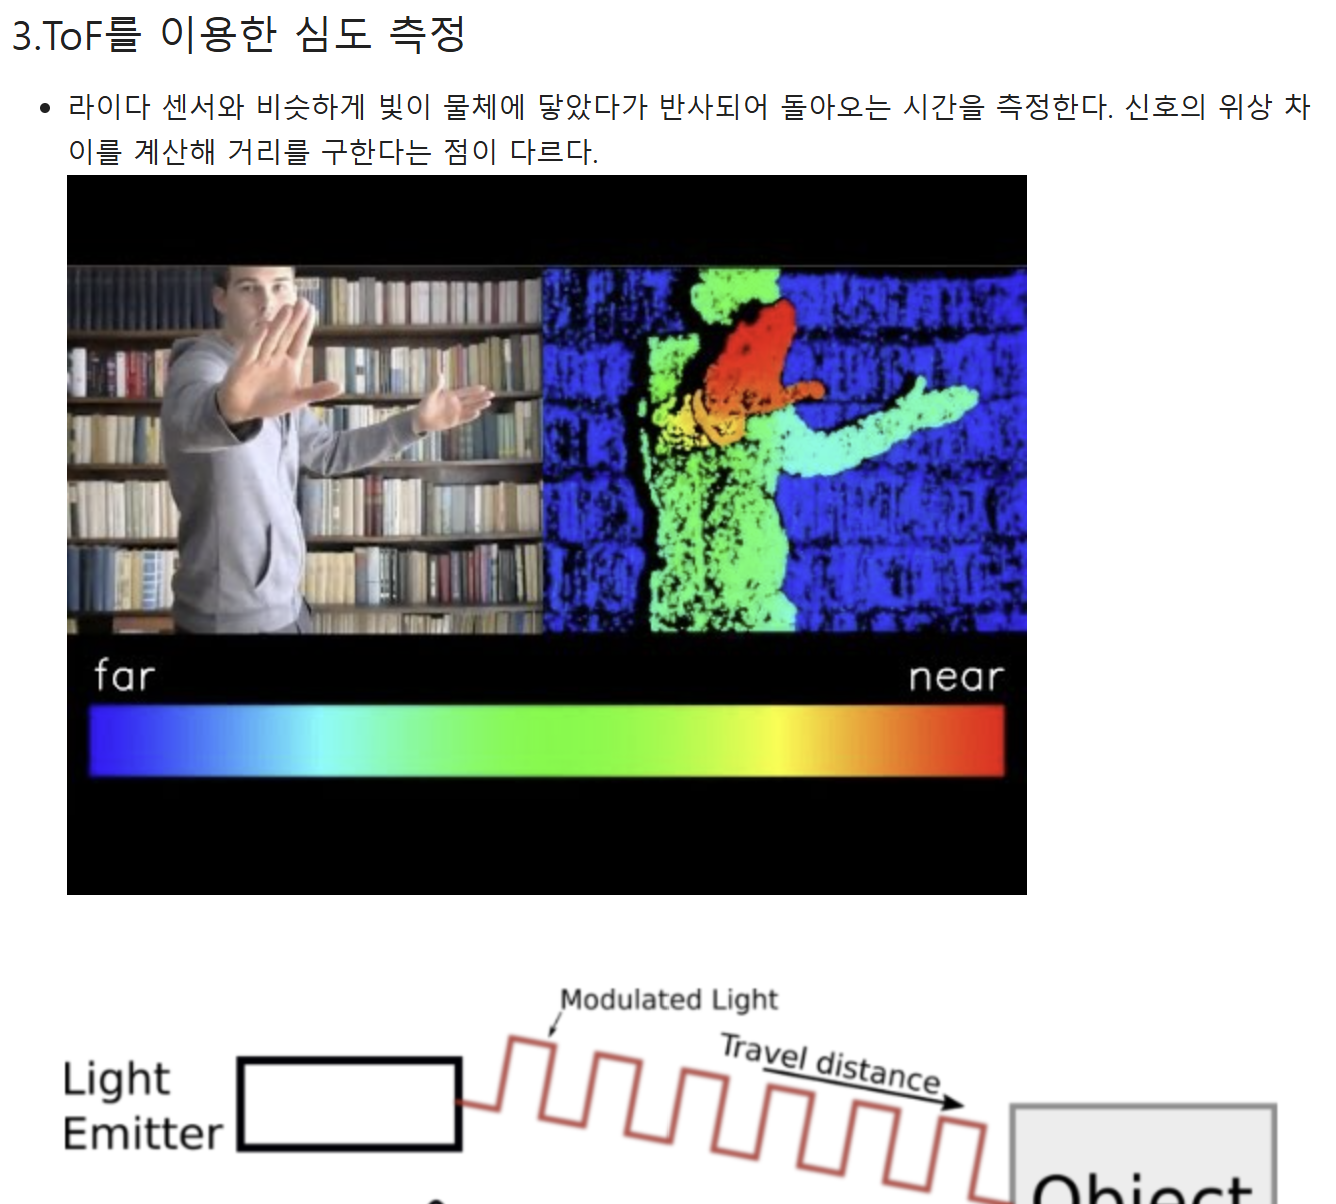 3.ToF를 이용한 심도 측정
라이다 센서와 비슷하게 빛이 물체에 닿았다가 반사되어 돌아오는 시간을 측정한다. 신호의 위상 차
이를 계산해 거리를 구한다는 점이 다르다.
far
near
Modulated Light
Travel distance
Light
Emitter
Object